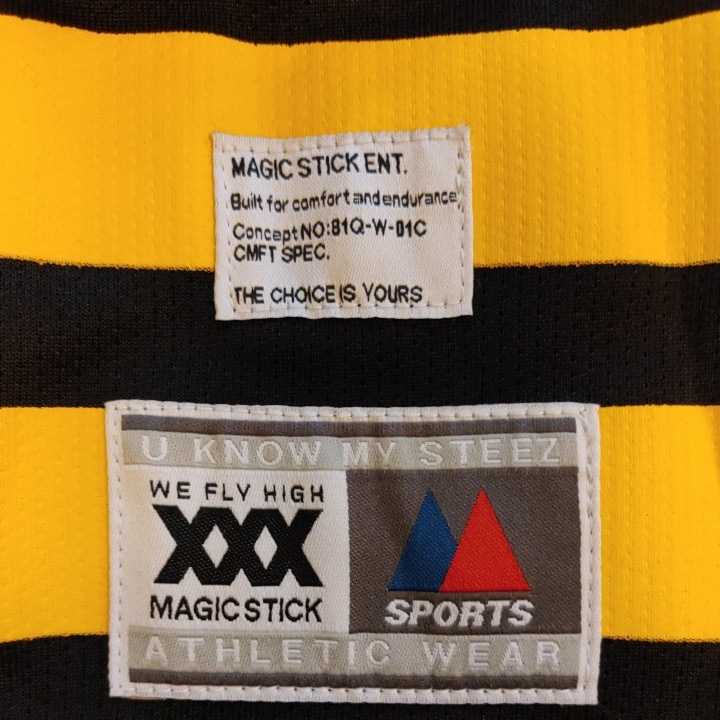 MAGIC STICK ENT.
Built for comfort and endurance
Concept NO:81Q-W-01C
CMFT SPEC.
THE CHOICE IS YOURS
U KNOW MY STEEZ
WE FLY HIGH
XXX
MAGIC STICK
SPORTS
ATHLETIC WEAR